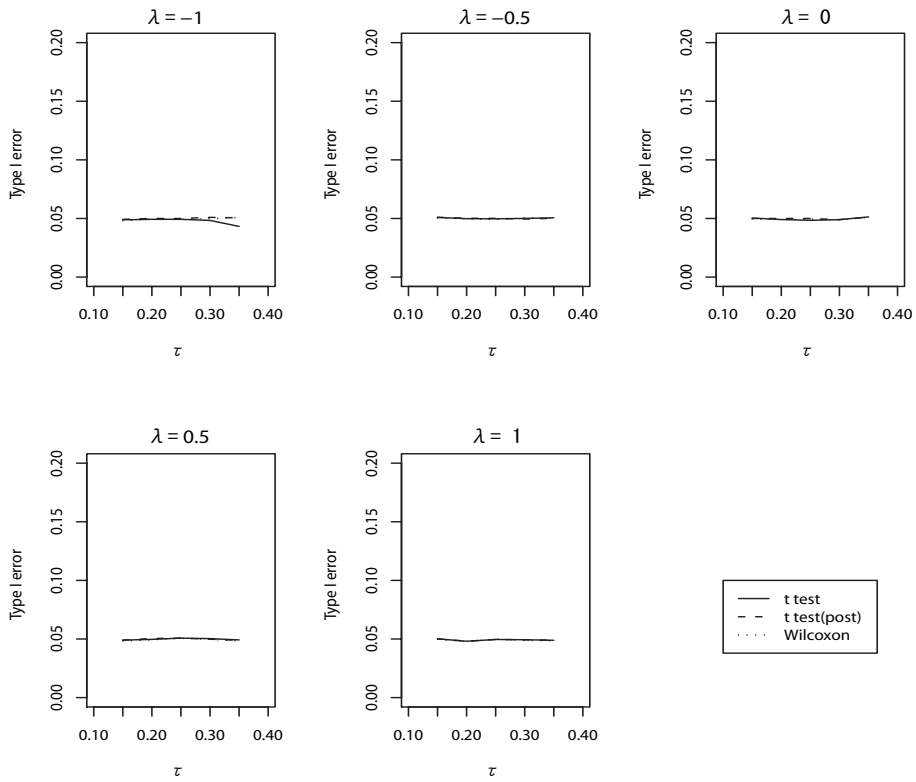 λ = −1
Type I error
0.00 0.05 0.10 0.15 0.20
0.10 0.20 0.30 0.40
τ
λ = −0.5
Type I error
0.00 0.05 0.10 0.15 0.20
0.10 0.20 0.30 0.40
τ
λ = 0
Type I error
0.00 0.05 0.10 0.15 0.20
0.10 0.20 0.30 0.40
τ
λ = 0.5
Type I error
0.00 0.05 0.10 0.15 0.20
0.10 0.20 0.30 0.40
τ
λ = 1
Type I error
0.00 0.05 0.10 0.15 0.20
0.10 0.20 0.30 0.40
τ
t test
t test(post)
Wilcoxon